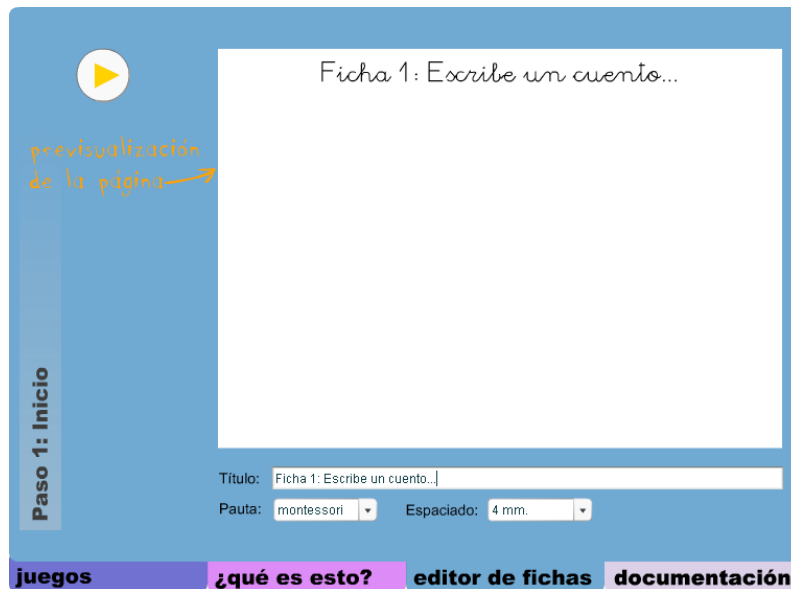 Ficha 1: Escribe un cuento...
previsualización
de la página
Paso 1: Inicio
Título: Ficha 1: Escribe un cuento...
Pauta: montessori Espaciado: 4 mm.
juegos ¿qué es esto? editor de fichas documentación